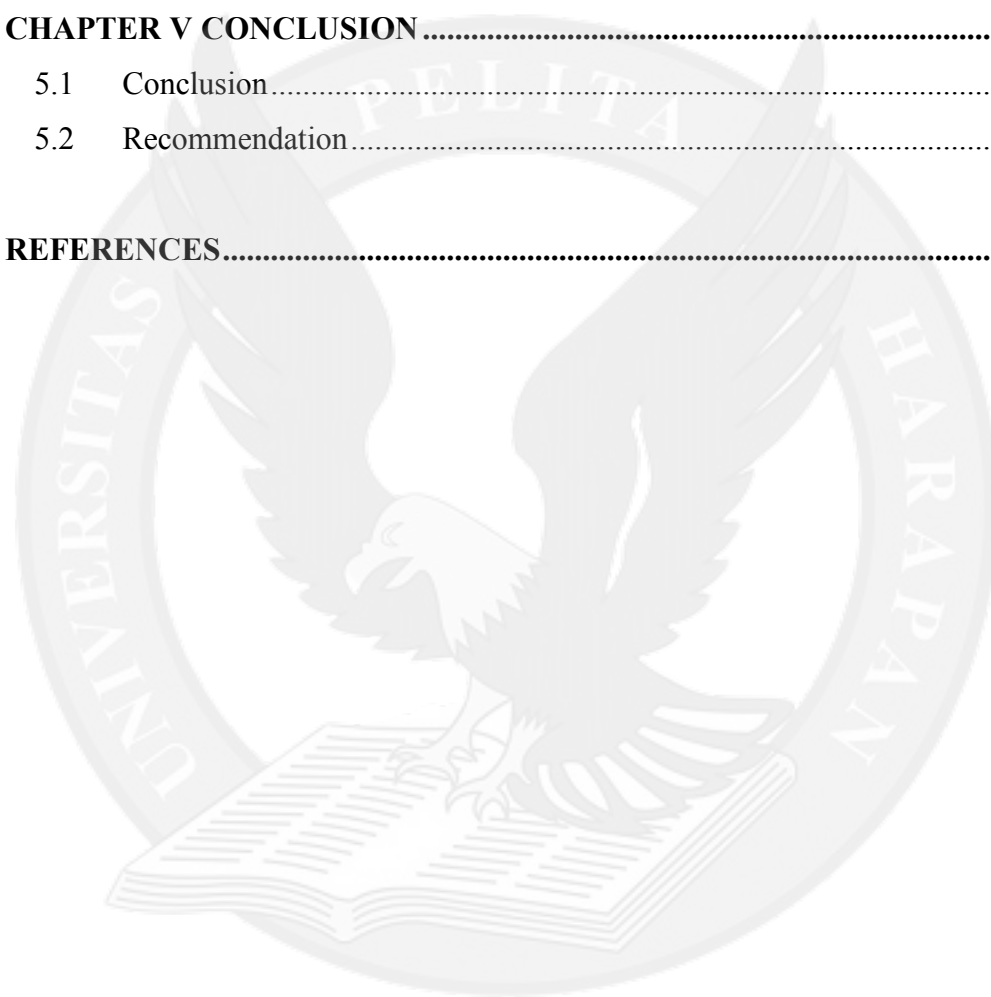 CHAPTER V CONCLUSION........................................................................
5.1 Conclusion...........................................................................................
5.2 Recommendation.................................................................................
REFERENCES.................................................................................................
UNIVERSITAS PELITA HARAPAN